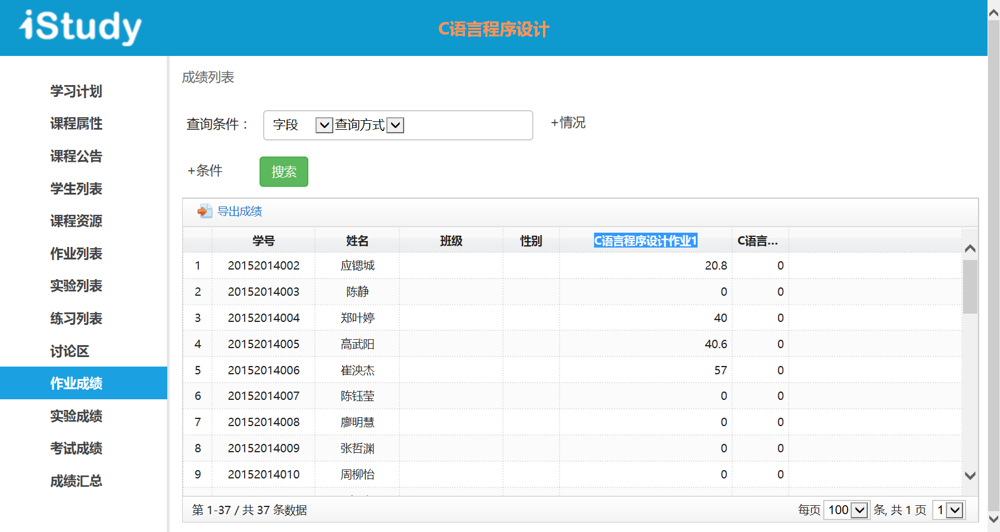 iStudy
C语言程序设计
学习计划
课程属性
课程公告
学生列表
课程资源
作业列表
实验列表
练习列表
讨论区
作业成绩
实验成绩
考试成绩
成绩汇总
成绩列表
查询条件： 字段 查询方式 +情况
+条件 搜索
导出成绩
学号 姓名 班级 性别 C语言程序设计作业1 C语言...
1 20152014002 应锶城 20.8 0
2 20152014003 陈静 0 0
3 20152014004 郑叶婷 40 0
4 20152014005 高武阳 40.6 0
5 20152014006 崔泱杰 57 0
6 20152014007 陈钰莹 0 0
7 20152014008 廖明慧 0 0
8 20152014009 张哲渊 0 0
9 20152014010 周柳怡 0 0
第 1-37 / 共 37 条数据 每页 100 条, 共 1 页 1